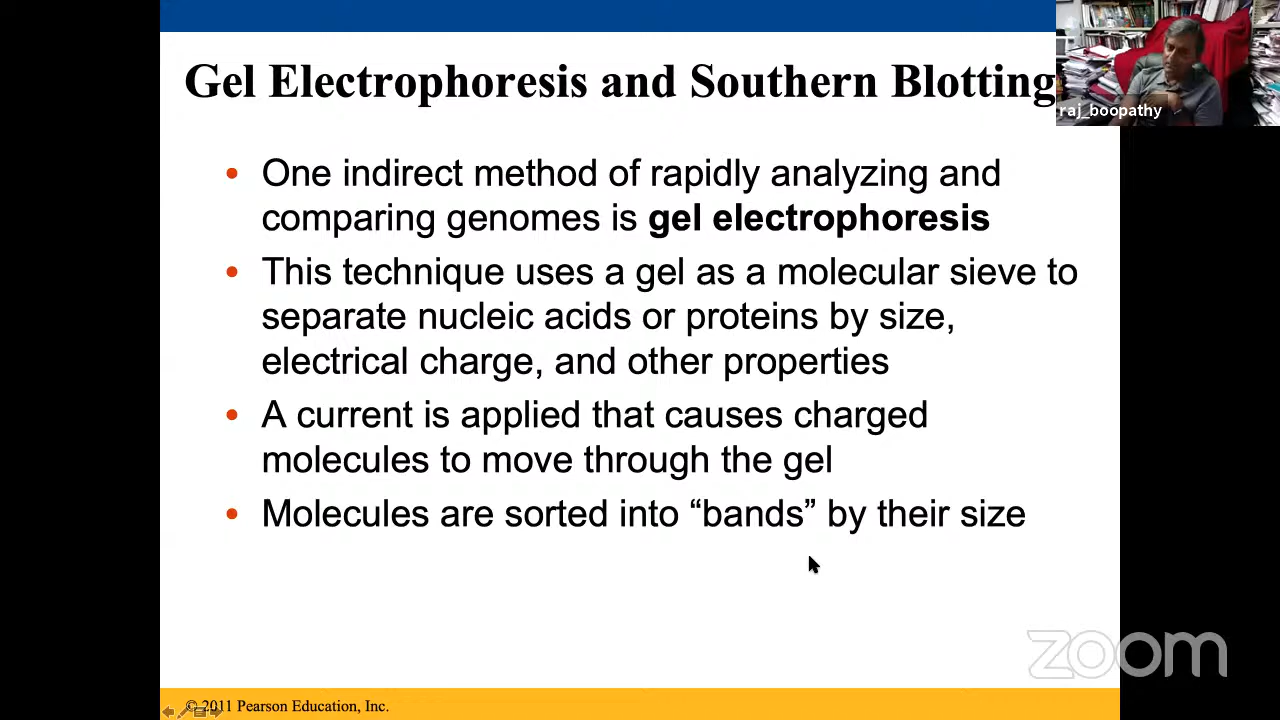 Gel Electrophoresis and Southern Blotting
raj_boopathy
• One indirect method of rapidly analyzing and
comparing genomes is gel electrophoresis
• This technique uses a gel as a molecular sieve to
separate nucleic acids or proteins by size,
electrical charge, and other properties
• A current is applied that causes charged
molecules to move through the gel
• Molecules are sorted into “bands” by their size
zoom
© 2011 Pearson Education, Inc.